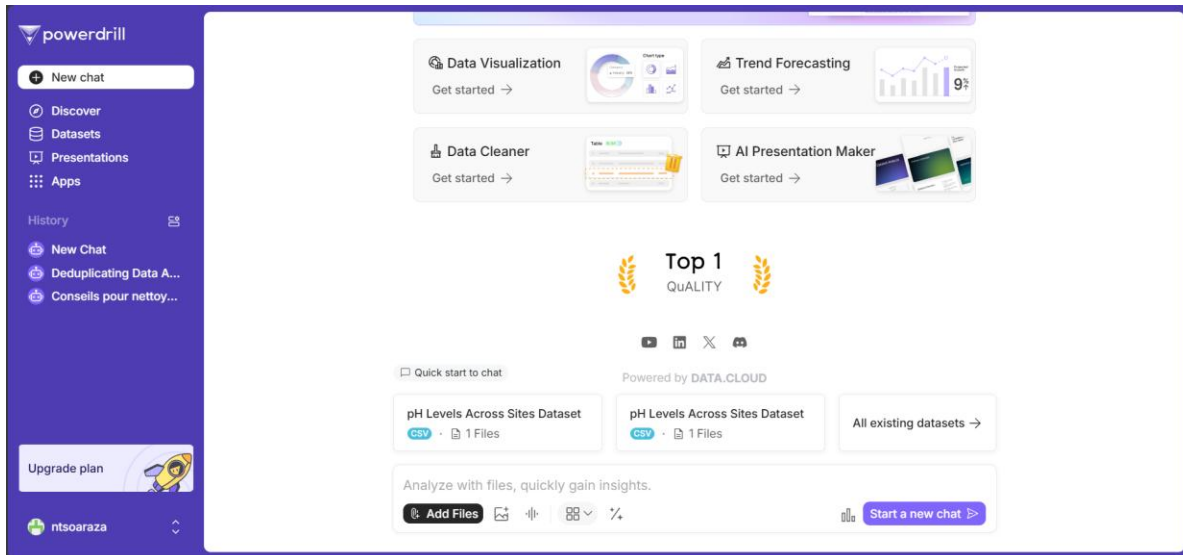 powerdrill
New chat
Discover
Datasets
Presentations
Apps
History
New Chat
Deduplicating Data A...
Conseils pour nettoy...
Upgrade plan
ntsoaraza
Data Visualization
Get started →
Chart type
Trend Forecasting
Get started →
Data Cleaner
Get started →
Table
AI Presentation Maker
Get started →
Top 1
QuALITY
Quick start to chat
Powered by DATA.CLOUD
pH Levels Across Sites Dataset
CSV · 1 Files
pH Levels Across Sites Dataset
CSV · 1 Files
All existing datasets →
Analyze with files, quickly gain insights.
Add Files
Start a new chat